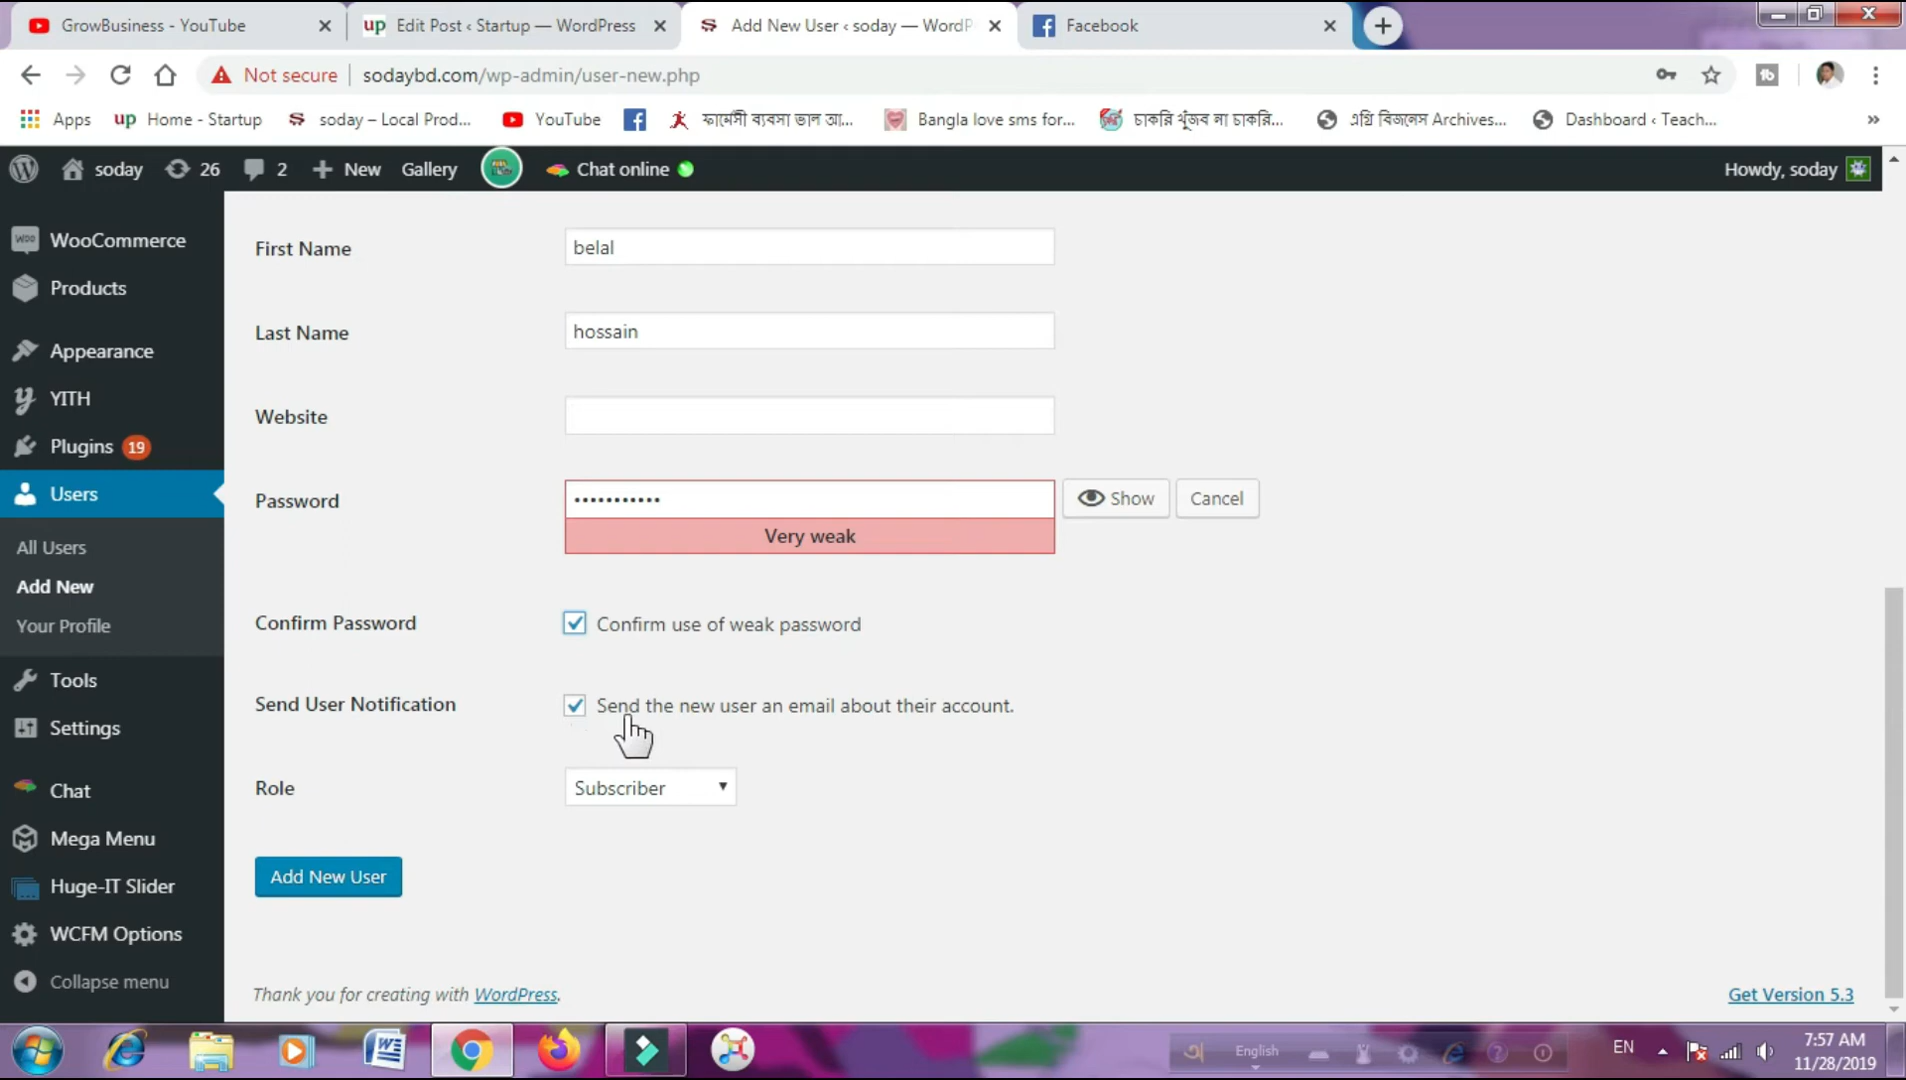 GrowBusiness - YouTube
Edit Post ‹ Startup — WordPress
Add New User ‹ soday — WordP
Facebook
Not secure
sodaybd.com/wp-admin/user-new.php
Apps
up Home - Startup
soday – Local Prod...
YouTube
ফার্মেসী ব্যবসা ভাল আ...
Bangla love sms for...
চাকরি খুঁজব না চাকরি...
এগ্রি বিজনেস Archives...
Dashboard ‹ Teach...
»
soday
26
2
New
Gallery
Chat online
Howdy, soday
WooCommerce
Products
Appearance
YITH
Plugins 19
Users
All Users
Add New
Your Profile
Tools
Settings
Chat
Mega Menu
Huge-IT Slider
WCFM Options
Collapse menu
First Name
belal
Last Name
hossain
Website
Password
•••••••••••
Show
Cancel
Very weak
Confirm Password
Confirm use of weak password
Send User Notification
Send the new user an email about their account.
Role
Subscriber
Add New User
Thank you for creating with WordPress.
Get Version 5.3
English
EN
7:57 AM
11/28/2019